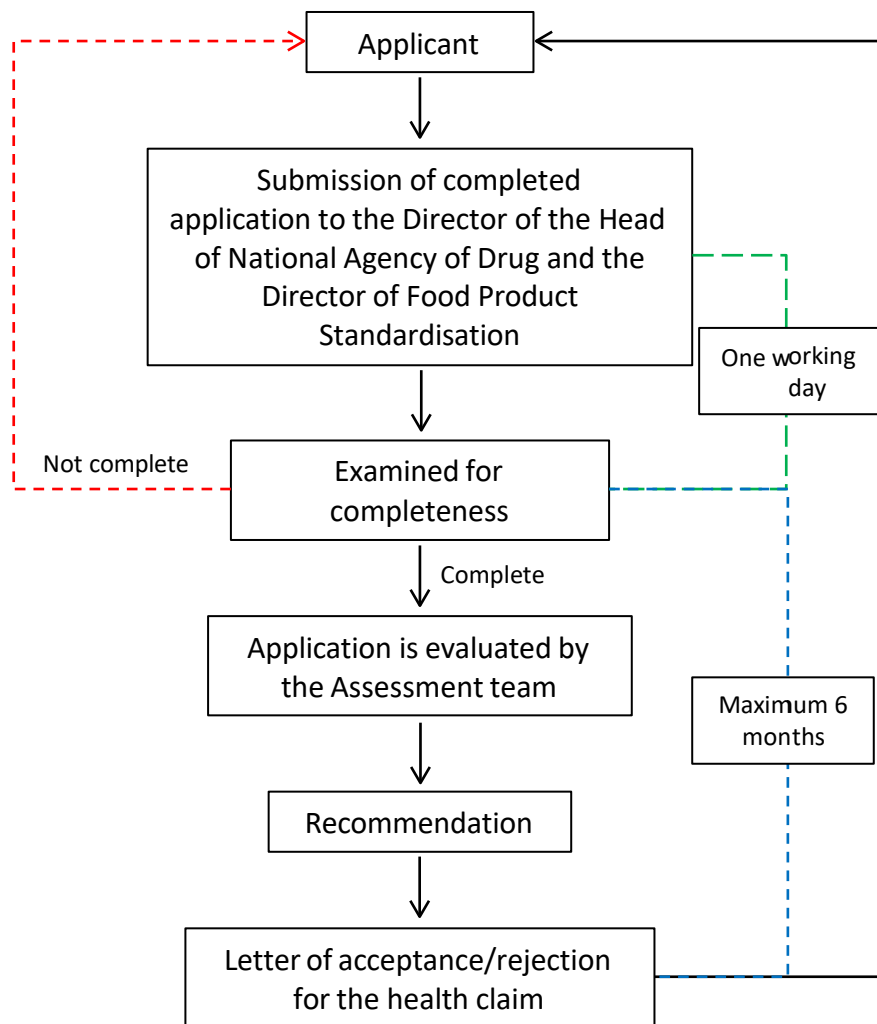 Applicant
Submission of completed
application to the Director of the Head
of National Agency of Drug and the
Director of Food Product
Standardisation
One working
day
Not complete
Examined for
completeness
Complete
Application is evaluated by
the Assessment team
Maximum 6
months
Recommendation
Letter of acceptance/rejection
for the health claim